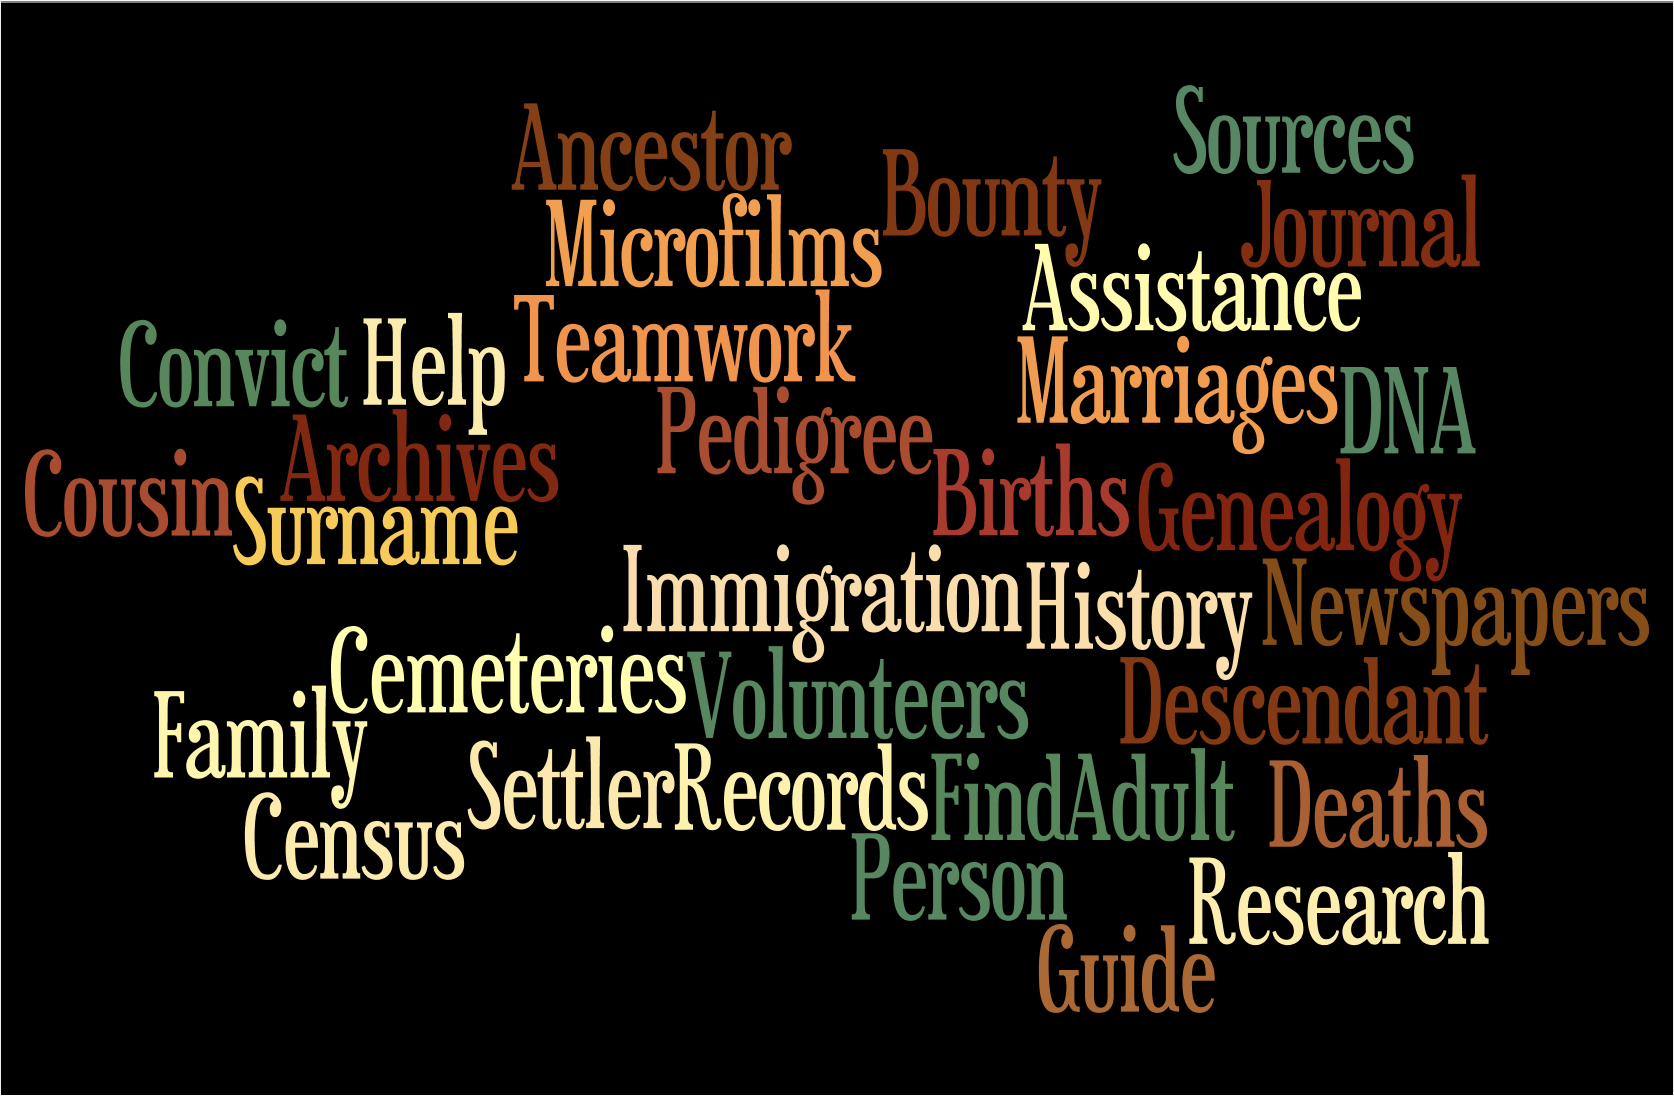 Sources
Ancestor
Bounty
Journal
Microfilms
Assistance
Teamwork
Convict Help
Marriages DNA
Pedigree
Archives
Births Genealogy
Cousin Surname
Immigration History Newspapers
Cemeteries Volunteers Descendant
Family
Settler Records Find Adult Deaths
Census
Person
Research
Guide